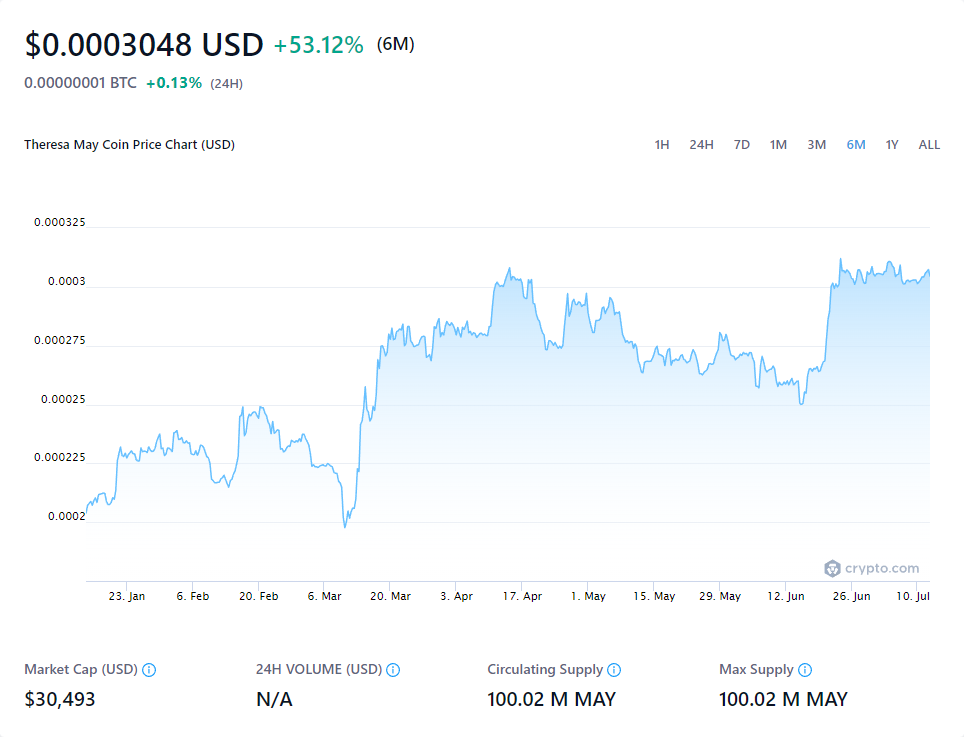 $0.0003048 USD +53.12% (6M)
0.00000001 BTC +0.13% (24H)
Theresa May Coin Price Chart (USD) 1H 24H 7D 1M 3M 6M 1Y ALL
0.000325
0.0003
0.000275
0.00025
0.000225
0.0002
crypto.com
23. Jan 6. Feb 20. Feb 6. Mar 20. Mar 3. Apr 17. Apr 1. May 15. May 29. May 12. Jun 26. Jun 10. Jul
Market Cap (USD) 24H VOLUME (USD) Circulating Supply Max Supply
$30,493 N/A 100.02 M MAY 100.02 M MAY